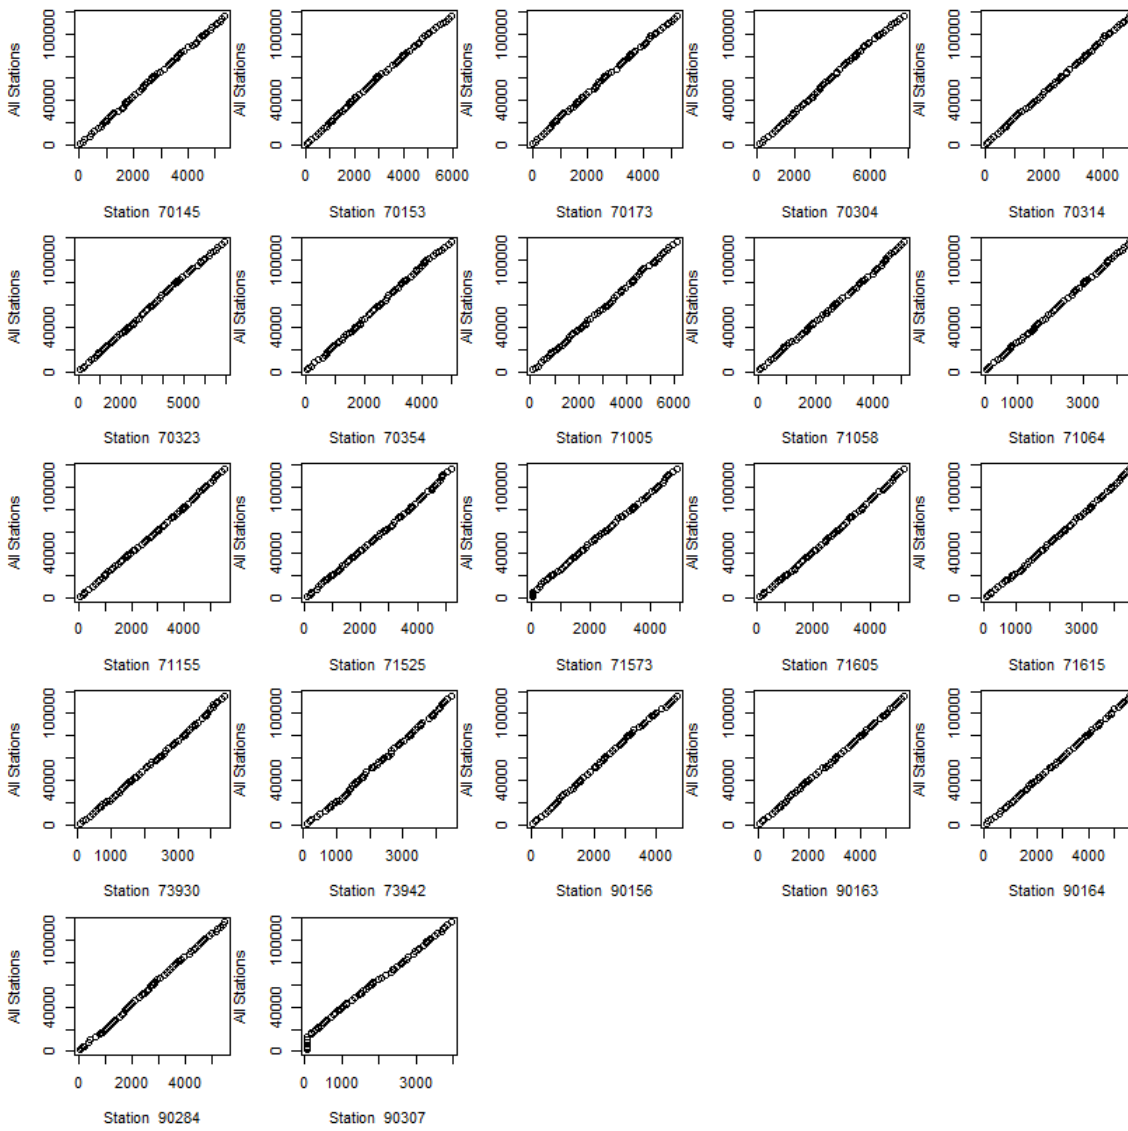 All Stations
0 40000 100000
0 2000 4000
Station 70145
All Stations
0 40000 100000
0 2000 4000 6000
Station 70153
All Stations
0 40000 100000
0 2000 4000
Station 70173
All Stations
0 40000 100000
0 2000 4000 6000
Station 70304
All Stations
0 40000 100000
0 2000 4000
Station 70314
All Stations
0 40000 100000
0 2000 5000
Station 70323
All Stations
0 40000 100000
0 2000 4000
Station 70354
All Stations
0 40000 100000
0 2000 4000 6000
Station 71005
All Stations
0 40000 100000
0 2000 4000
Station 71058
All Stations
0 40000 100000
0 1000 3000
Station 71064
All Stations
0 40000 100000
0 2000 4000
Station 71155
All Stations
0 40000 100000
0 2000 4000
Station 71525
All Stations
0 40000 100000
0 2000 4000
Station 71573
All Stations
0 40000 100000
0 2000 4000
Station 71605
All Stations
0 40000 100000
0 1000 3000
Station 71615
All Stations
0 40000 100000
0 1000 3000
Station 73930
All Stations
0 40000 100000
0 1000 3000
Station 73942
All Stations
0 40000 100000
0 2000 4000
Station 90156
All Stations
0 40000 100000
0 2000 4000
Station 90163
All Stations
0 40000 100000
0 2000 4000
Station 90164
All Stations
0 40000 100000
0 2000 4000
Station 90284
All Stations
0 40000 100000
0 1000 3000
Station 90307